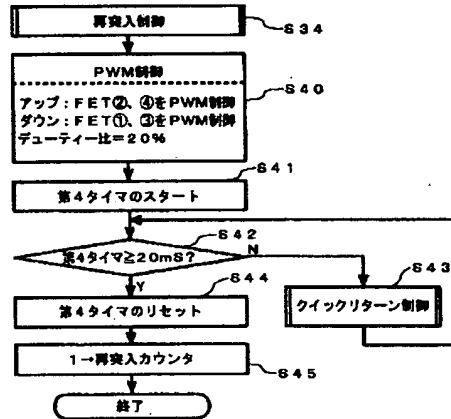 再突入制御
S34
PWM制御
アップ：FET②、④をPWM制御
ダウン：FET①、③をPWM制御
デューティー比＝20％
S40
第4タイマのスタート
S41
第4タイマ≧20mS？
S42
N
Y
クイックリターン制御
S43
第4タイマのリセット
S44
1→再突入カウンタ
S45
終了